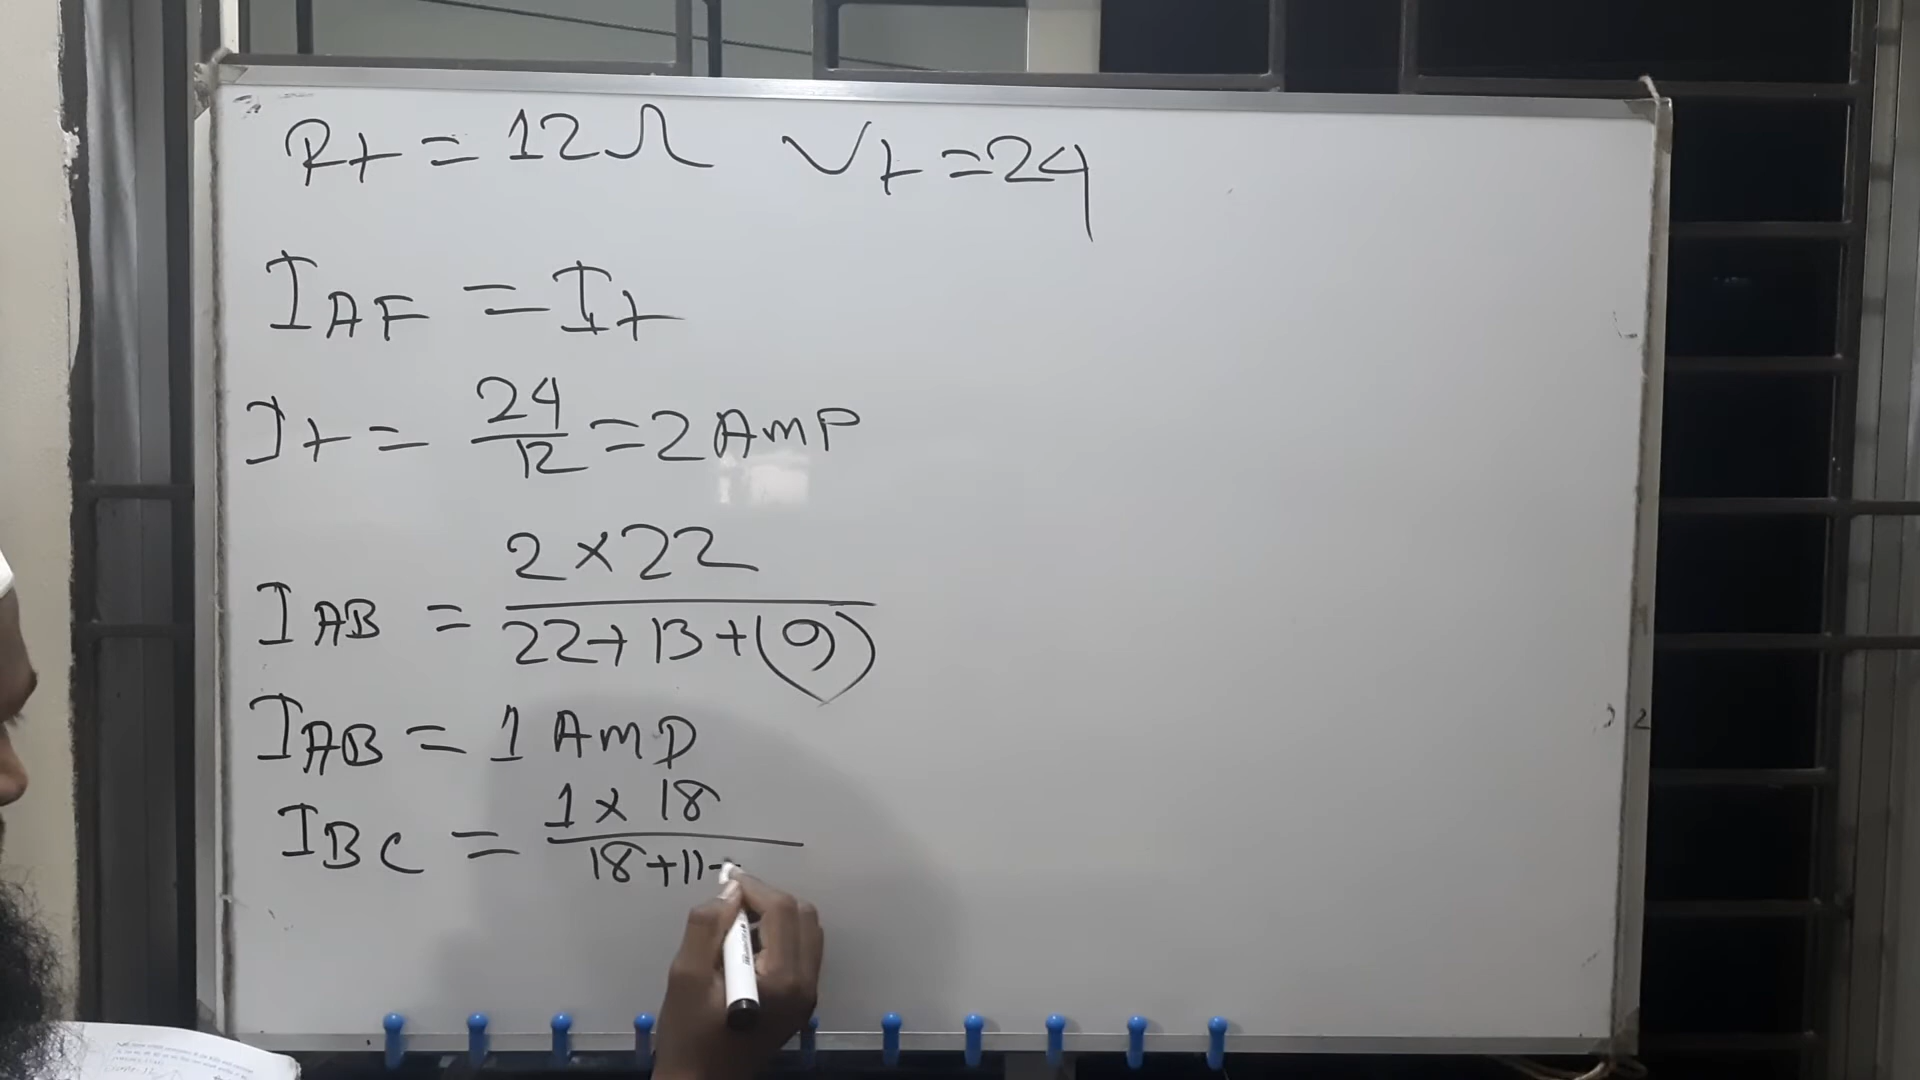 Rt = 12Ω Vt = 24
IAF = It
It = 24/12 = 2 Amp
IAB = 2 × 22 / 22 + 13 + (9)
IAB = 1 Amp
IBC = 1 × 18 / 18 + 11 +